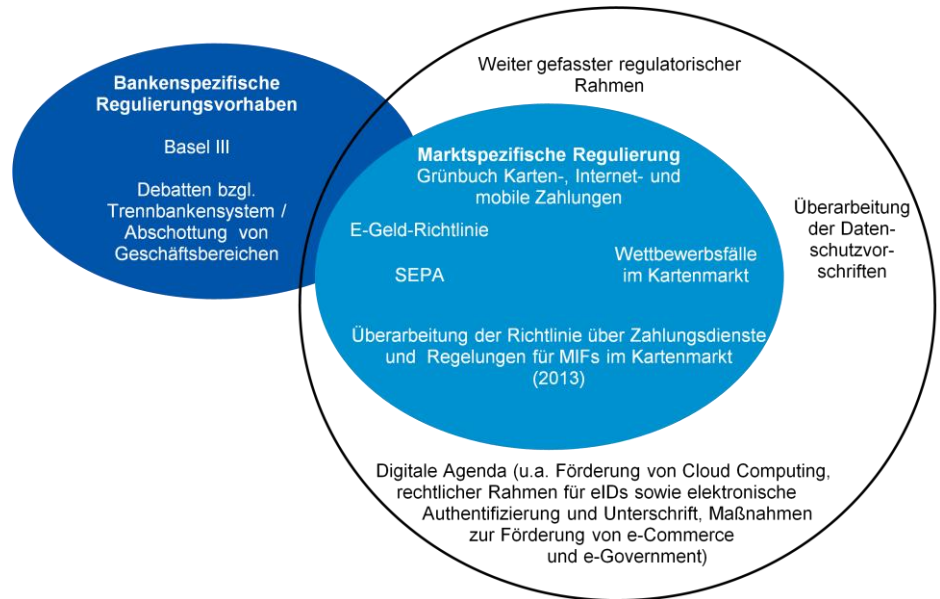 Bankenspezifische
Regulierungsvorhaben
Basel III
Debatten bzgl.
Trennbankensystem /
Abschottung von
Geschäftsbereichen
Weiter gefasster regulatorischer
Rahmen
Marktspezifische Regulierung
Grünbuch Karten-, Internet- und
mobile Zahlungen
E-Geld-Richtlinie
SEPA
Wettbewerbsfälle
im Kartenmarkt
Überarbeitung der Richtlinie über Zahlungsdienste
und Regelungen für MIFs im Kartenmarkt
(2013)
Überarbeitung
der Daten-
schutzvor-
schriften
Digitale Agenda (u.a. Förderung von Cloud Computing,
rechtlicher Rahmen für eIDs sowie elektronische
Authentifizierung und Unterschrift, Maßnahmen
zur Förderung von e-Commerce
und e-Government)